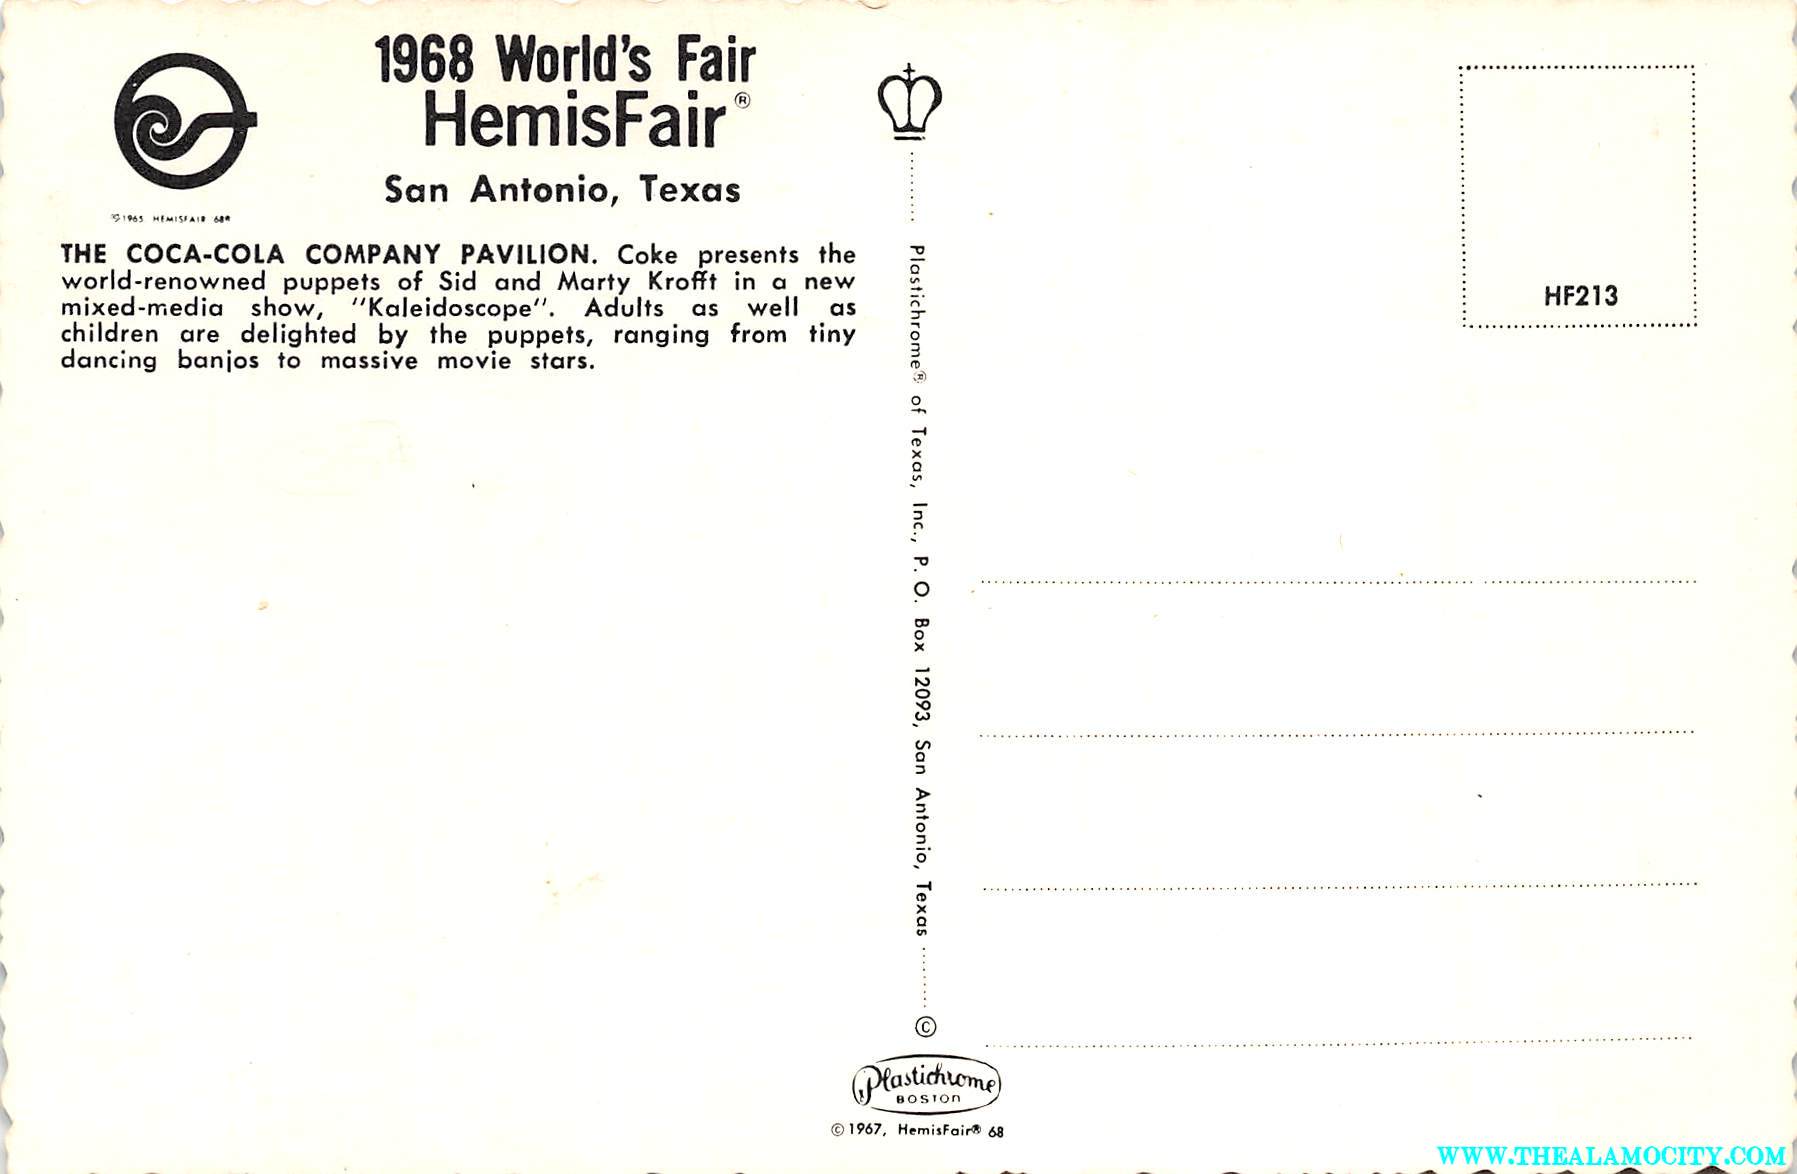 1968 World's Fair
HemisFair®
San Antonio, Texas
©1965 HEMISFAIR 68®
THE COCA-COLA COMPANY PAVILION. Coke presents the
world-renowned puppets of Sid and Marty Krofft in a new
mixed-media show, "Kaleidoscope". Adults as well as
children are delighted by the puppets, ranging from tiny
dancing banjos to massive movie stars.
Plastichrome® of Texas, Inc., P. O. Box 12093, San Antonio, Texas
©
Plastichrome
BOSTON
©1967, HemisFair® 68
HF213
WWW.THEALAMOCITY.COM